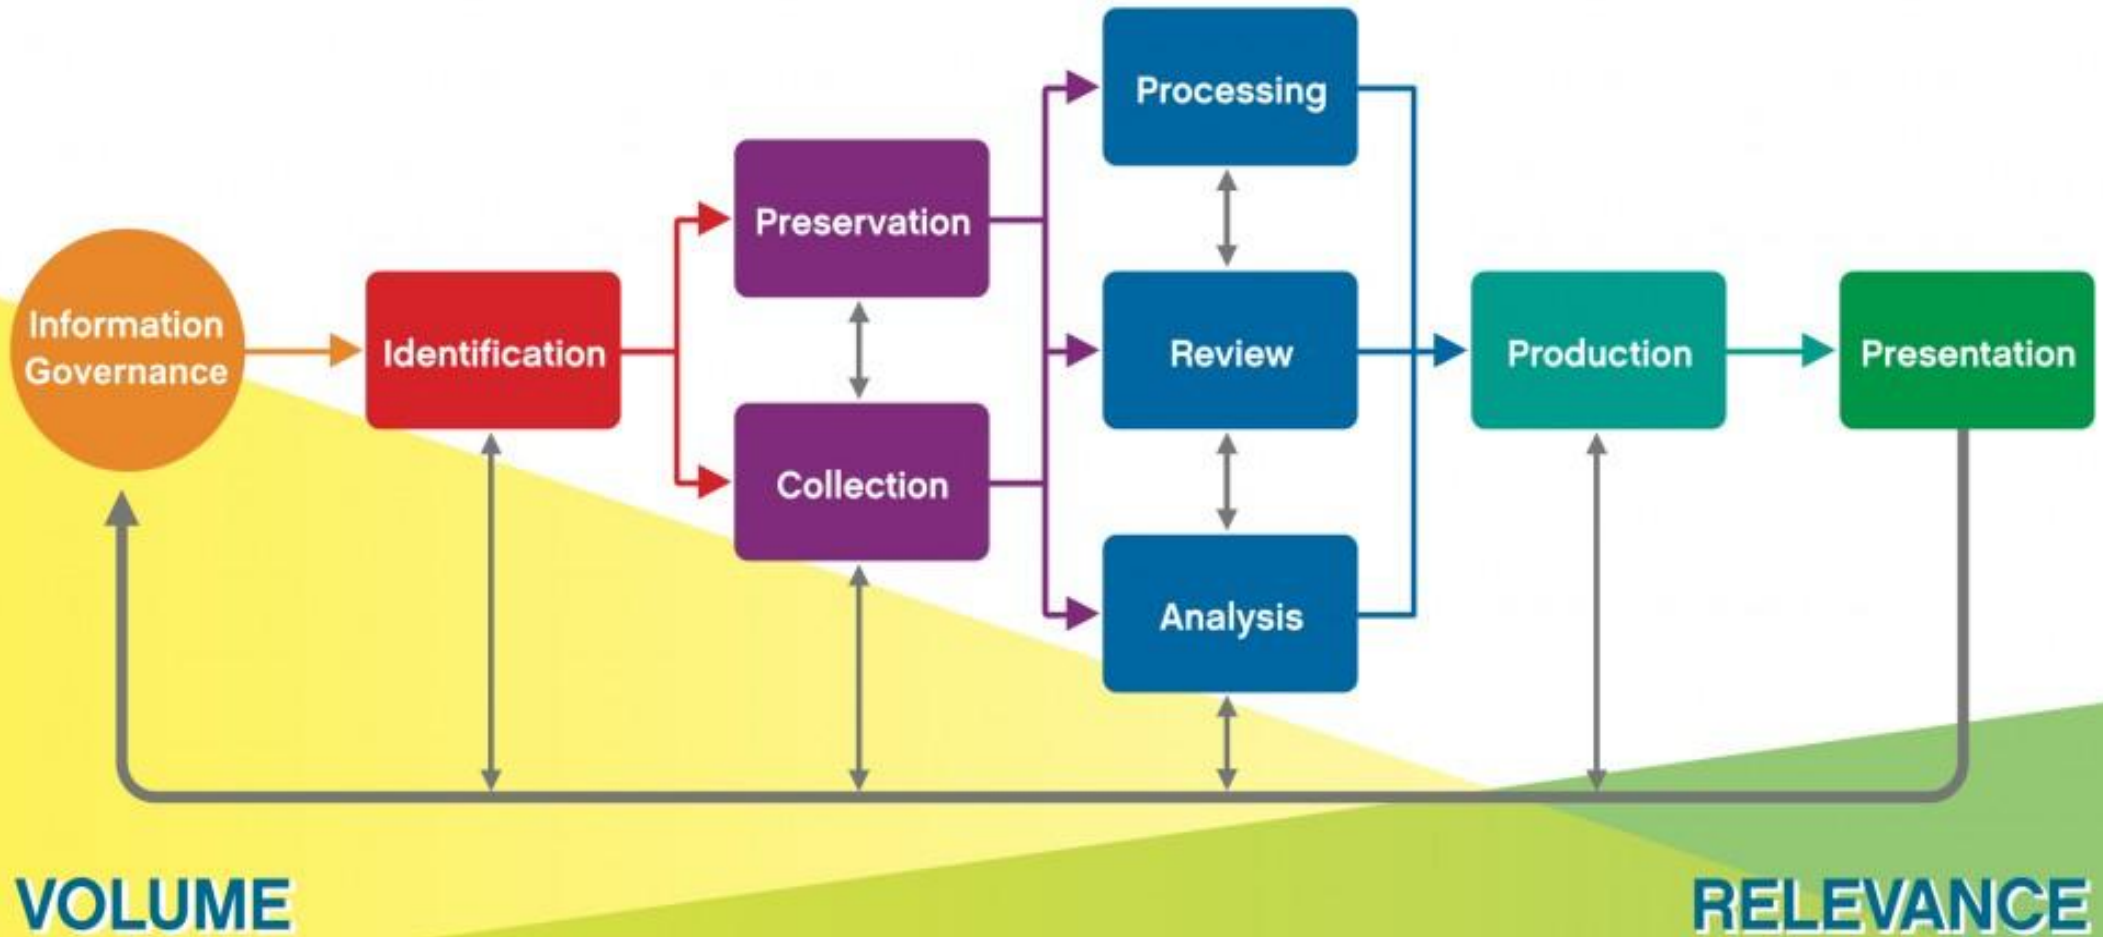 Information
Governance
Identification
Preservation
Collection
Processing
Review
Analysis
Production
Presentation
VOLUME
RELEVANCE